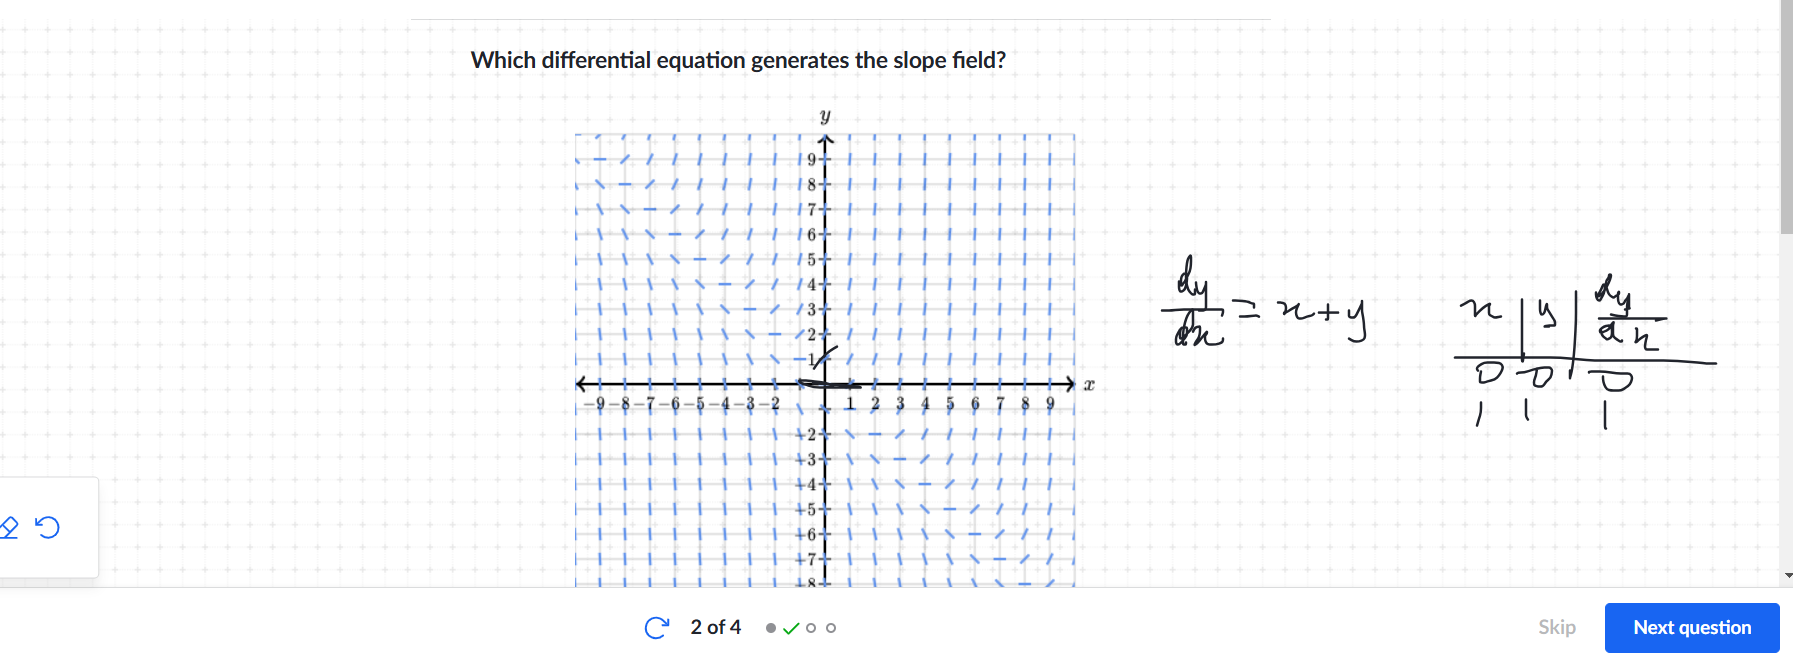 Which differential equation generates the slope field?
y
9
8
7
6
5
4
3
2
1
x
-9 -8 -7 -6 -5 -4 -3 -2 1 2 3 4 5 6 7 8 9
-2
-3
-4
-5
-6
-7
-8
dy/dx = x + y
x | y | dy/dx
0 0 0
1 1 1
2 of 4
Skip
Next question